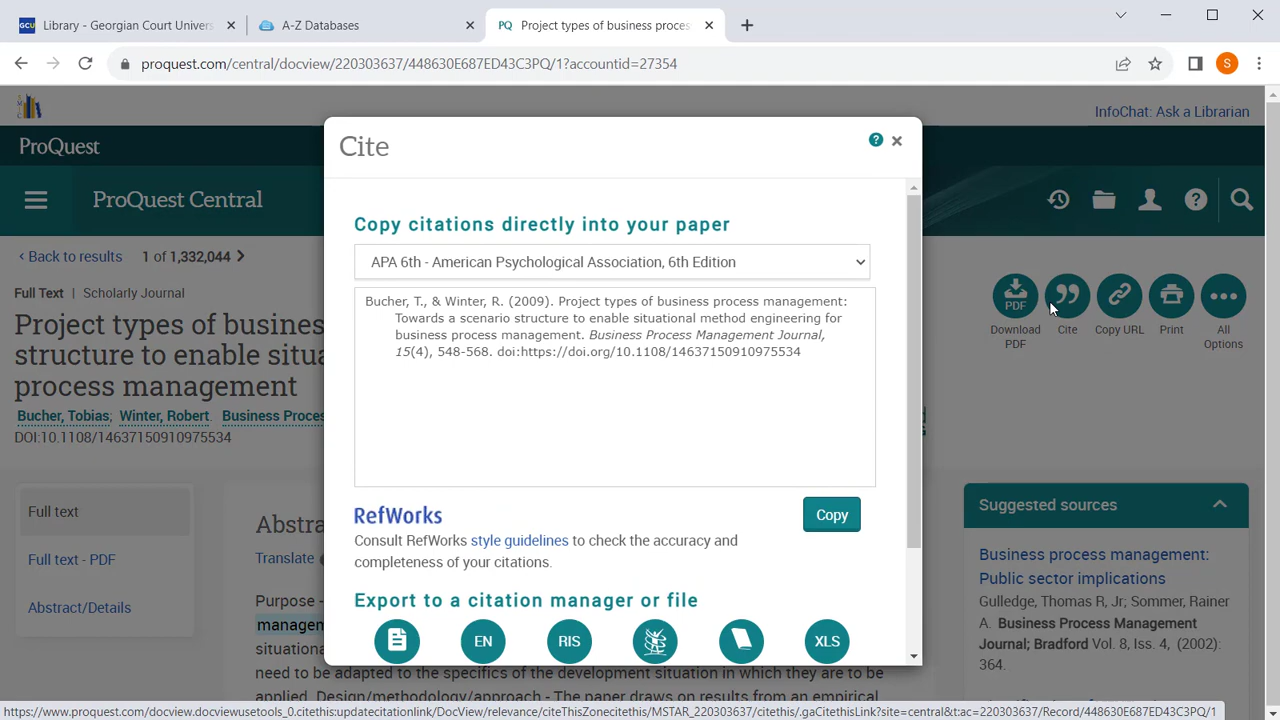 GCU Library - Georgian Court Univers
A-Z Databases
PQ Project types of business proces
proquest.com/central/docview/220303637/448630E687ED43C3PQ/1?accountid=27354
S
InfoChat: Ask a Librarian
ProQuest
ProQuest Central
‹ Back to results 1 of 1,332,044
Full Text | Scholarly Journal
Project types of busines
structure to enable situa
process management
Bucher, Tobias; Winter, Robert. Business Proces
DOI:10.1108/14637150910975534
PDF
Download PDF
Cite
Copy URL
Print
All Options
Cite
Copy citations directly into your paper
APA 6th - American Psychological Association, 6th Edition
Bucher, T., & Winter, R. (2009). Project types of business process management:
Towards a scenario structure to enable situational method engineering for
business process management. Business Process Management Journal,
15(4), 548-568. doi:https://doi.org/10.1108/14637150910975534
RefWorks
Copy
Consult RefWorks style guidelines to check the accuracy and
completeness of your citations.
Export to a citation manager or file
EN
RIS
XLS
Full text
Full text - PDF
Abstract/Details
Abstra
Translate
Purpose -
manage
situational
need to be adapted to the specifics of the development situation in which they are to be
applied. Design/methodology/approach - The paper draws on results from an empirical
Suggested sources
Business process management:
Public sector implications
Gulledge, Thomas R, Jr; Sommer, Rainer
A. Business Process Management
Journal; Bradford Vol. 8, Iss. 4, (2002):
364.
https://www.proquest.com/docview.docviewusetools_0.citethis:updatecitationlink/DocView/relevance/citeThisZonecitethis/MSTAR_220303637/citethis/.gaCitethisLink?site=central&t:ac=220303637/Record/448630E687ED43C3PQ/1